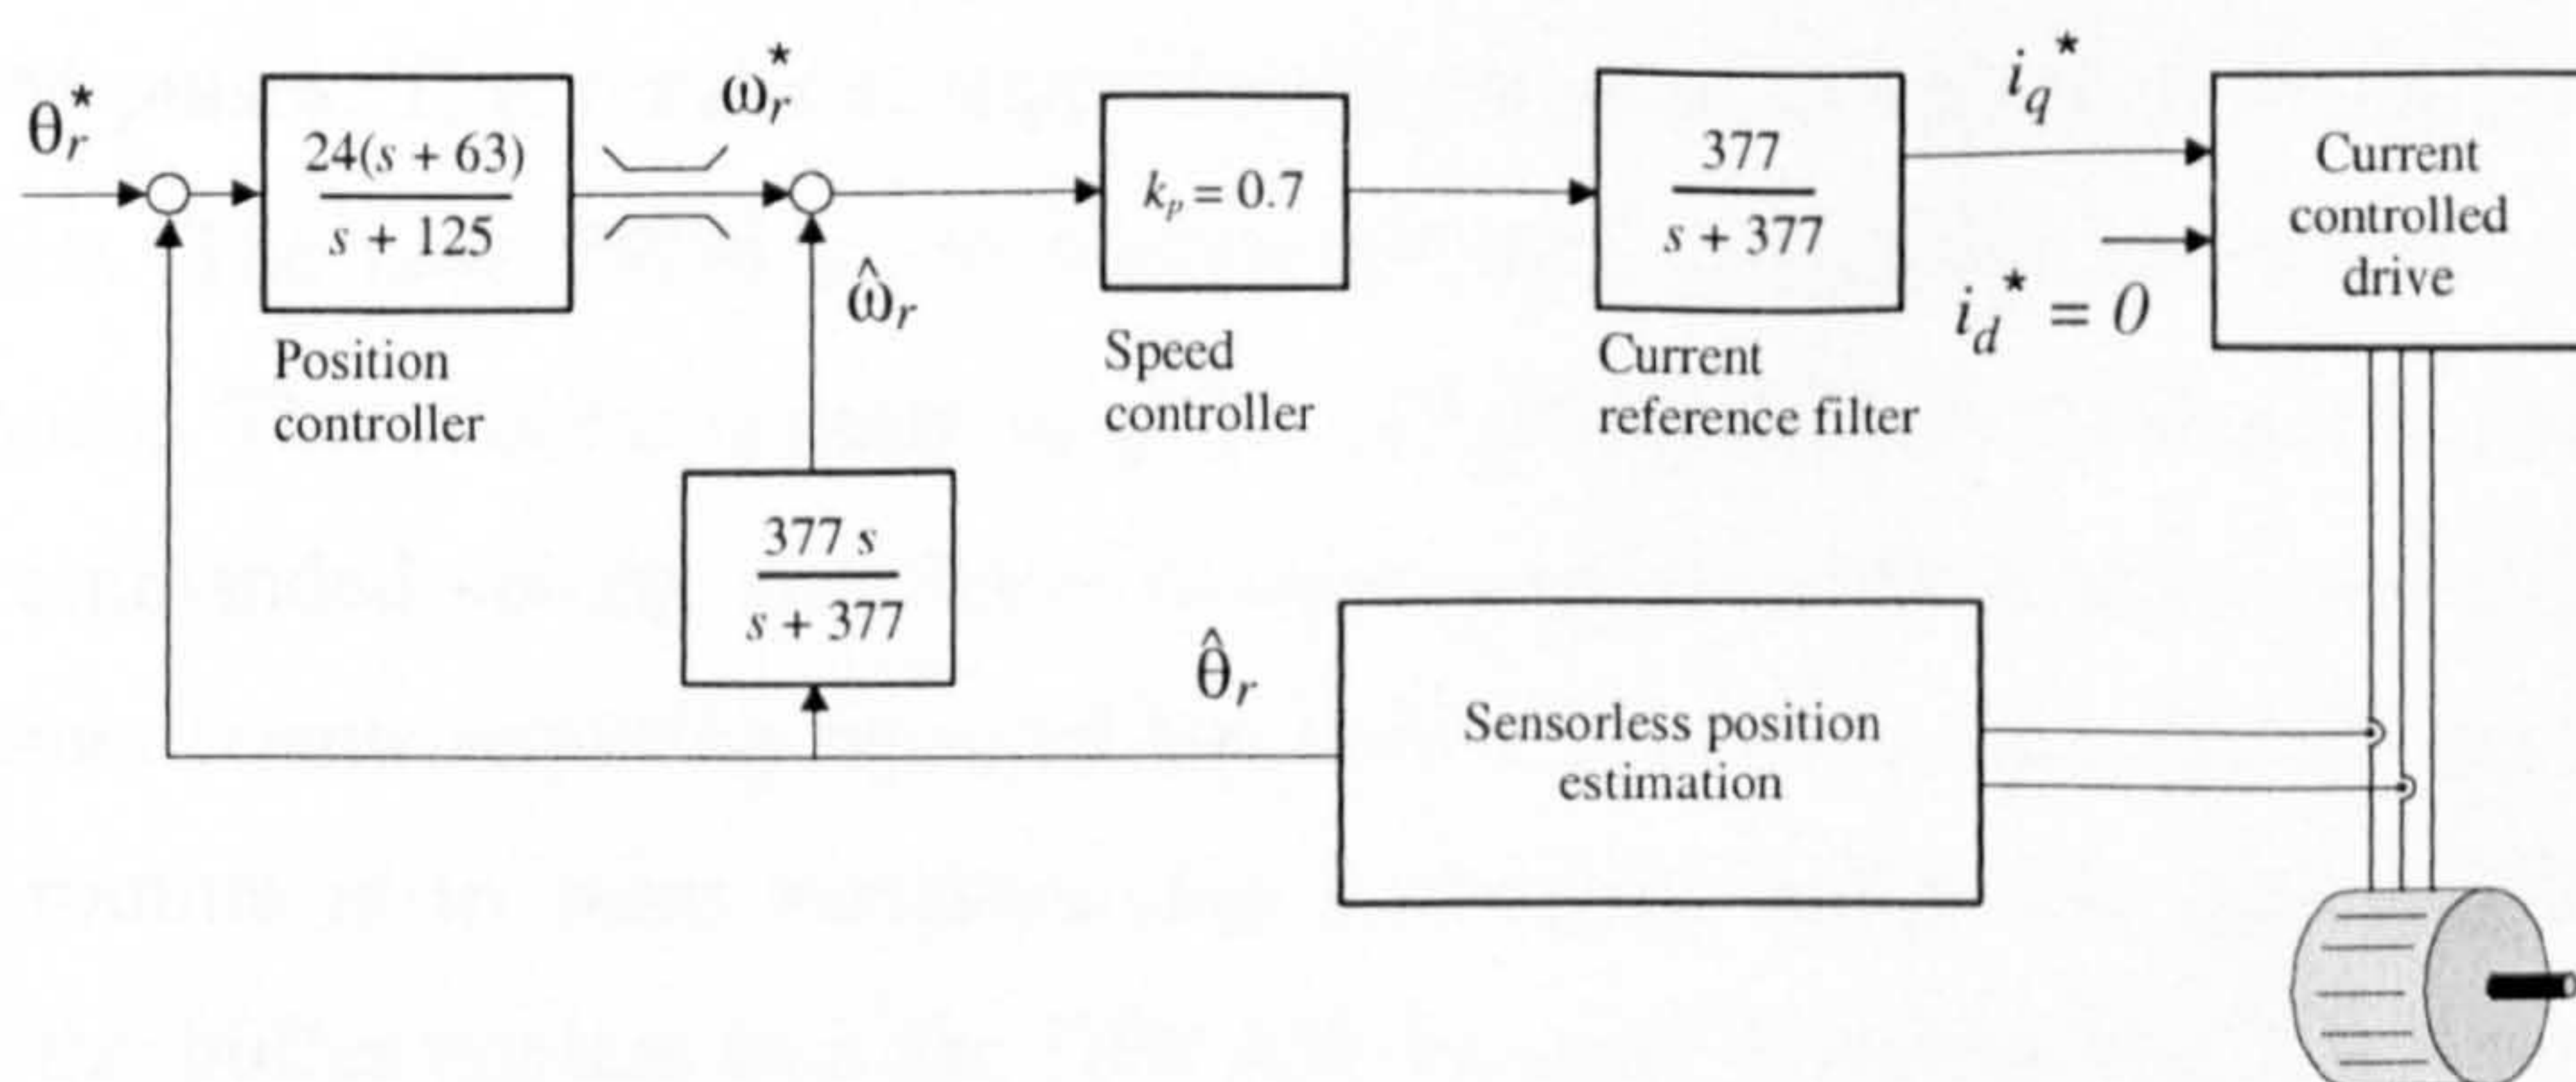 θr*
24(s + 63)
s + 125
Position
controller
ωr*
ω̂r
377 s
s + 377
kp = 0.7
Speed
controller
377
s + 377
Current
reference filter
iq*
id* = 0
Current
controlled
drive
θ̂r
Sensorless position
estimation